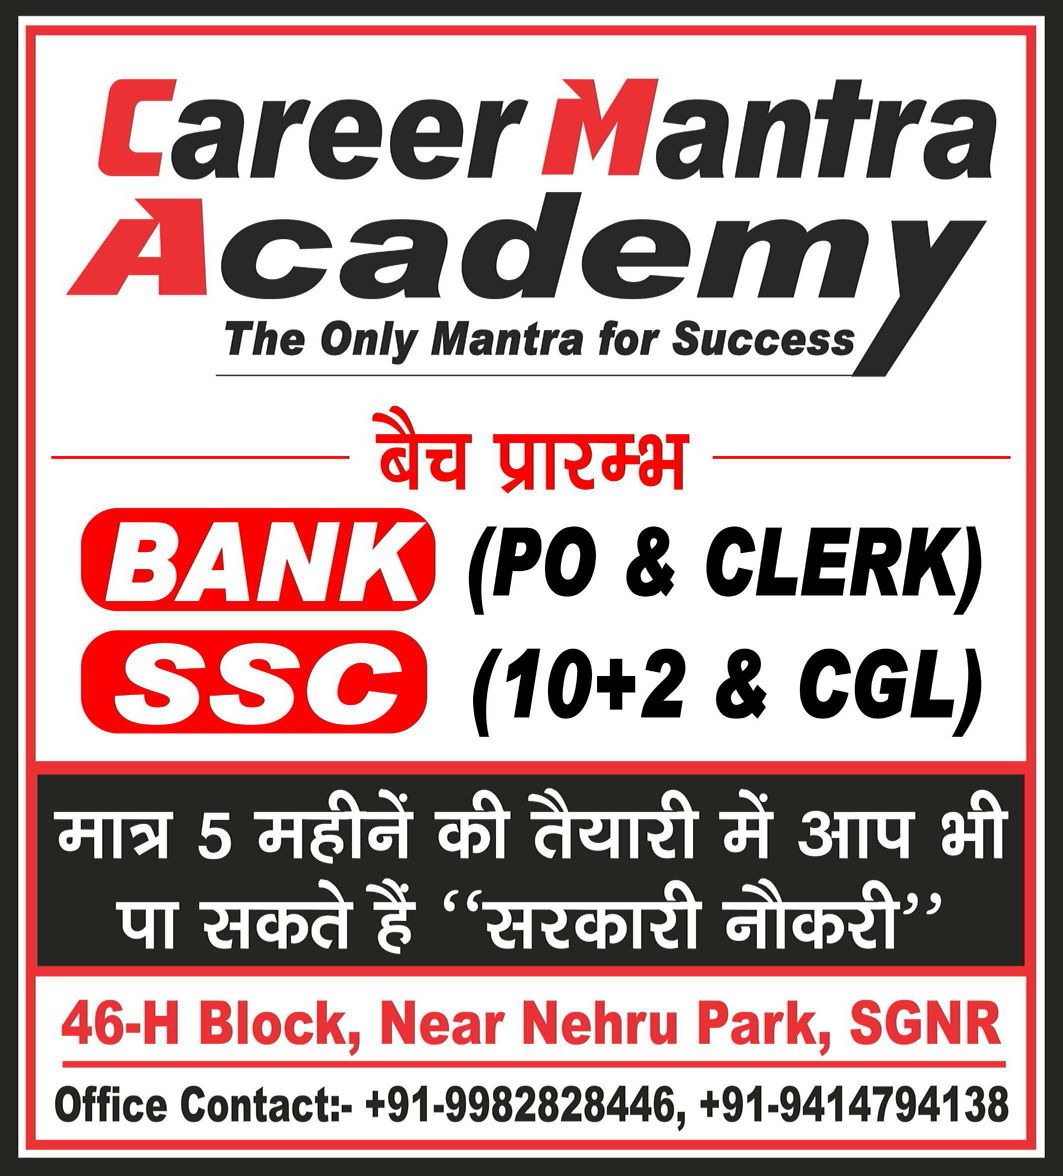 Career Mantra
Academy
The Only Mantra for Success
बैच प्रारम्भ
BANK (PO & CLERK)
SSC (10+2 & CGL)
मात्र 5 महीनें की तैयारी में आप भी
पा सकते हैं “सरकारी नौकरी”
46-H Block, Near Nehru Park, SGNR
Office Contact:- +91-9982828446, +91-9414794138